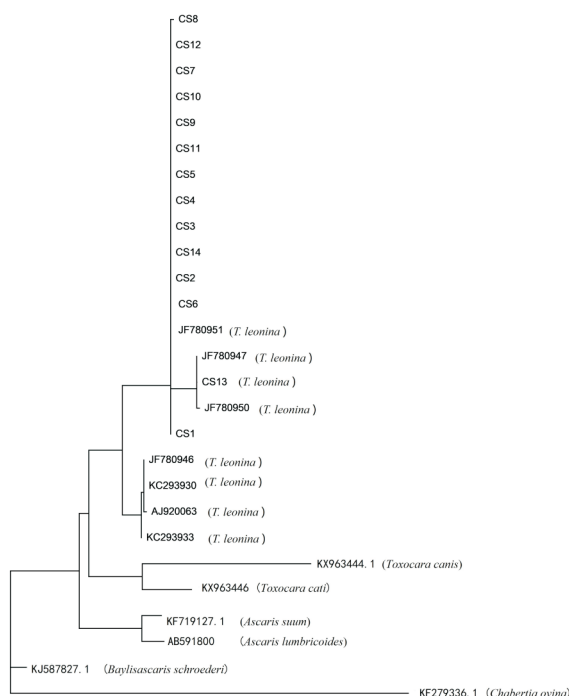 CS8
CS12
CS7
CS10
CS9
CS11
CS5
CS4
CS3
CS14
CS2
CS6
JF780951 (T. leonina)
JF780947 (T. leonina)
CS13 (T. leonina)
JF780950 (T. leonina)
CS1
JF780946 (T. leonina)
KC293930 (T. leonina)
AJ920063 (T. leonina)
KC293933 (T. leonina)
KX963444.1 (Toxocara canis)
KX963446 (Toxocara cati)
KF719127.1 (Ascaris suum)
AB591800 (Ascaris lumbricoides)
KJ587827.1 (Baylisascaris schroederi)
KF279336.1 (Chabertia ovina)